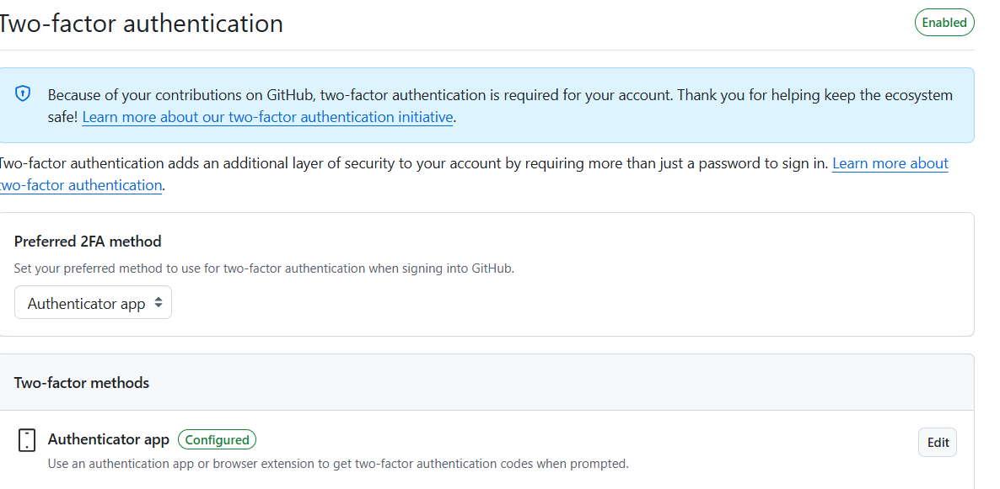 Two-factor authentication
Enabled
Because of your contributions on GitHub, two-factor authentication is required for your account. Thank you for helping keep the ecosystem
safe! Learn more about our two-factor authentication initiative.
Two-factor authentication adds an additional layer of security to your account by requiring more than just a password to sign in. Learn more about
two-factor authentication.
Preferred 2FA method
Set your preferred method to use for two-factor authentication when signing into GitHub.
Authenticator app
Two-factor methods
Authenticator app Configured
Edit
Use an authentication app or browser extension to get two-factor authentication codes when prompted.